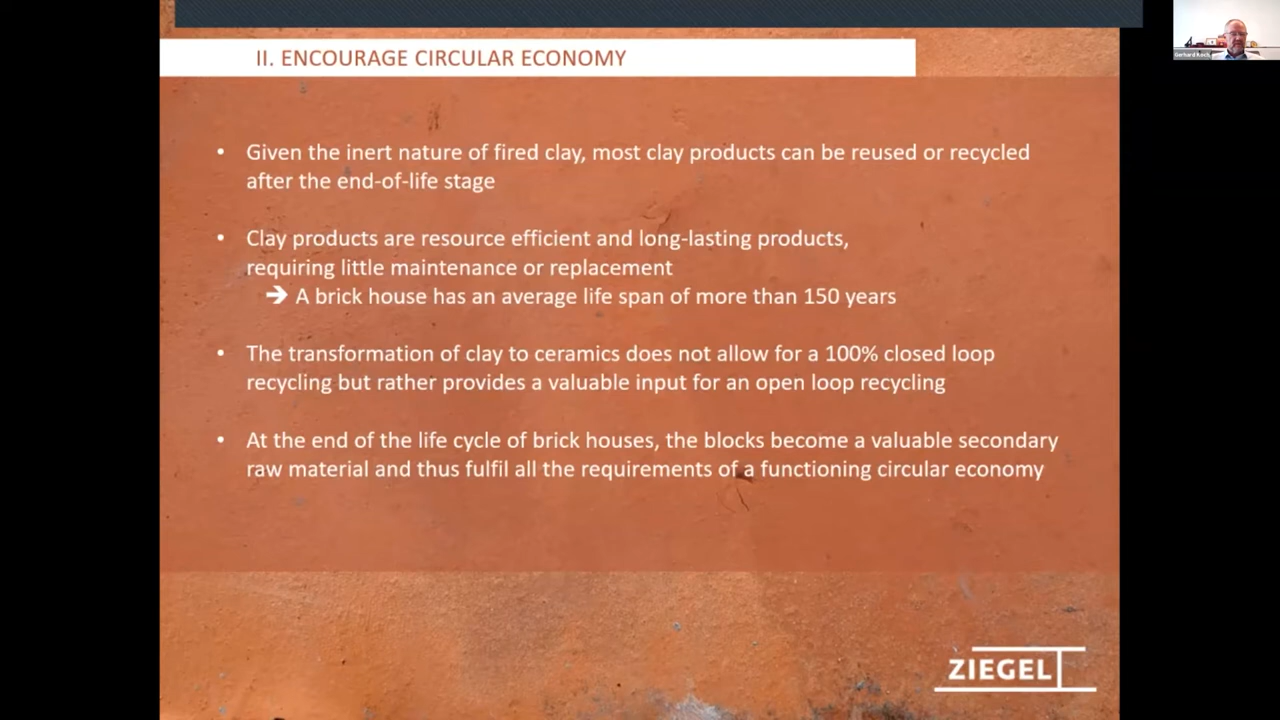 II. ENCOURAGE CIRCULAR ECONOMY
Gerhard Koch
• Given the inert nature of fired clay, most clay products can be reused or recycled
after the end-of-life stage
• Clay products are resource efficient and long-lasting products,
requiring little maintenance or replacement
➔ A brick house has an average life span of more than 150 years
• The transformation of clay to ceramics does not allow for a 100% closed loop
recycling but rather provides a valuable input for an open loop recycling
• At the end of the life cycle of brick houses, the blocks become a valuable secondary
raw material and thus fulfil all the requirements of a functioning circular economy
ZIEGEL